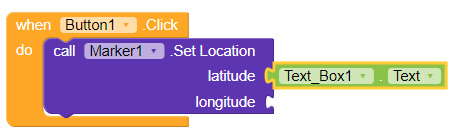 when Button1 .Click
do call Marker1 .Set Location
latitude Text_Box1 . Text
longitude